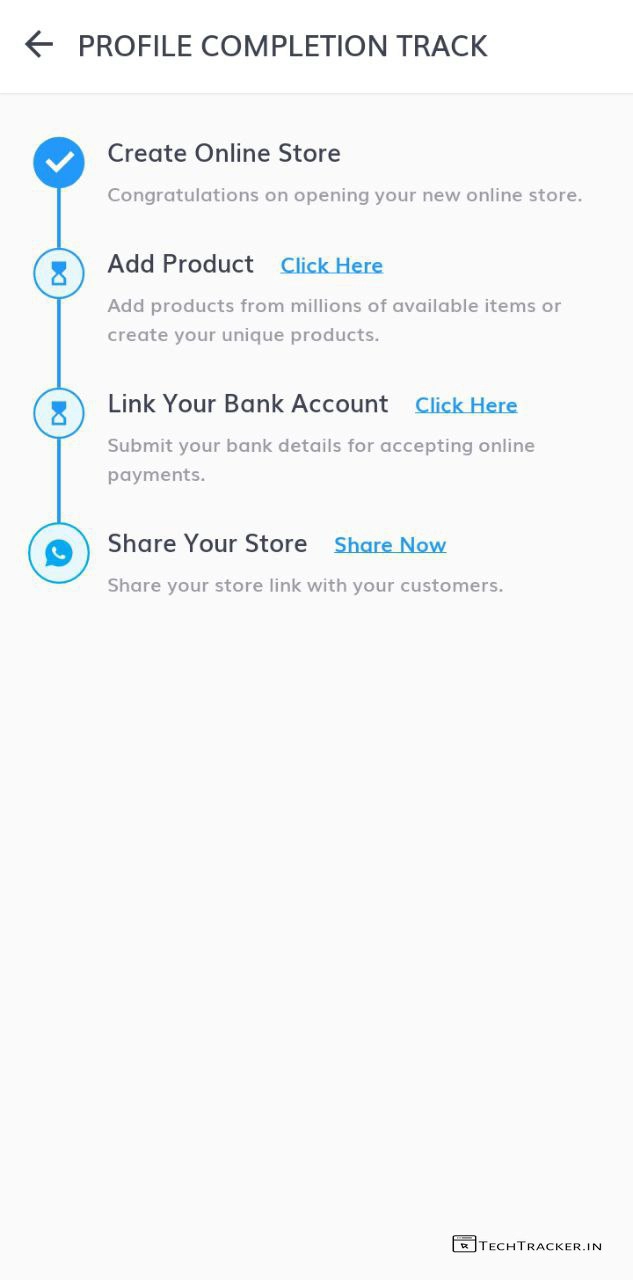 PROFILE COMPLETION TRACK
Create Online Store
Congratulations on opening your new online store.
Add Product Click Here
Add products from millions of available items or
create your unique products.
Link Your Bank Account Click Here
Submit your bank details for accepting online
payments.
Share Your Store Share Now
Share your store link with your customers.
TECHTRACKER.IN